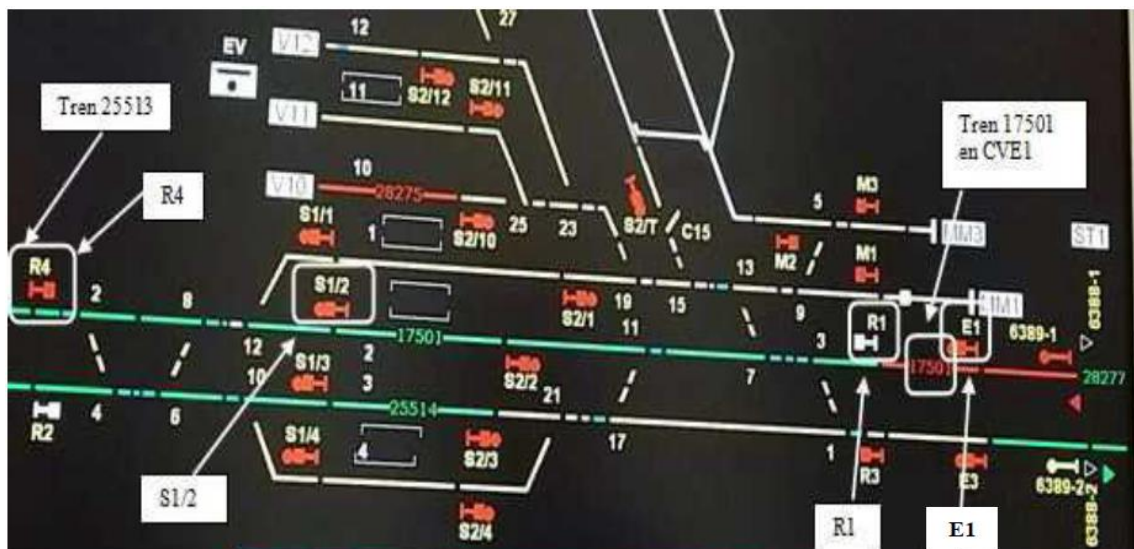 27
12
EV
V12
Tren 25513
11
S2/12
S2/11
V11
Tren 17501
en CVE1
R4
10
V10
28275
S1/1
1
S2/10
25
23
S2/T
C15
5
M3
MM3
ST1
M2
M1
R4
2
8
S1/2
13
6388-1
S2/1
19
15
9
MM1
11
R1
E1
6389-1
12
17501
2
3
17501
28277
S1/3
10
3
S2/2
7
4
6
25514
21
R2
S1/4
4
S2/3
17
1
R3
E3
6389-2
6388-2
S1/2
S2/4
R1
E1